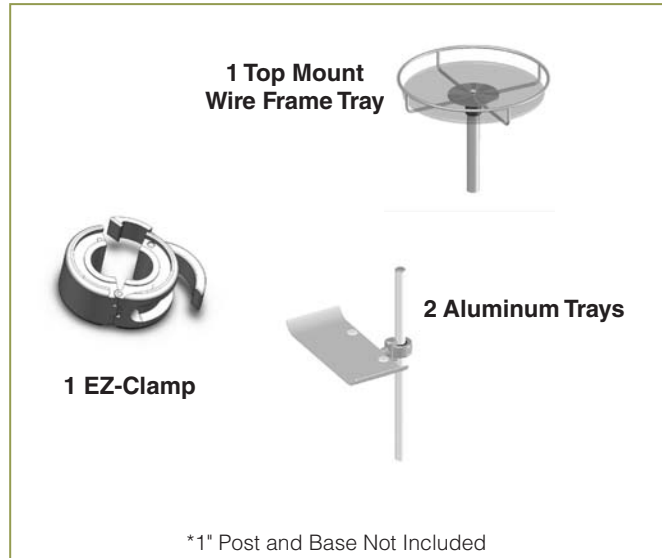 1 Top Mount
Wire Frame Tray
2 Aluminum Trays
1 EZ-Clamp
*1" Post and Base Not Included